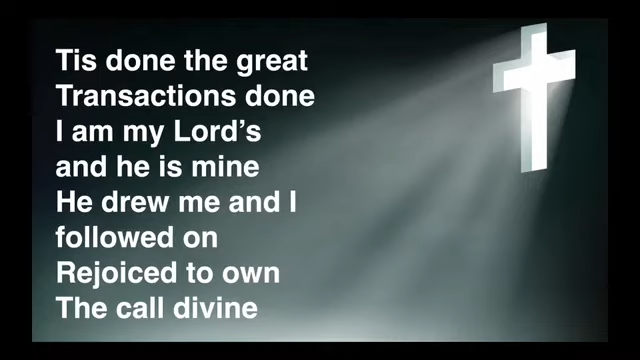 Tis done the great
Transactions done
I am my Lord’s
and he is mine
He drew me and I
followed on
Rejoiced to own
The call divine